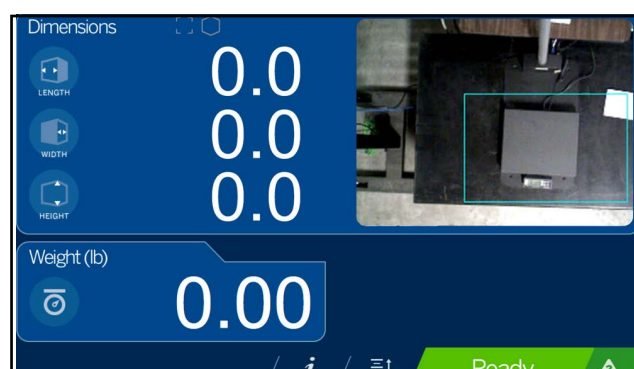 Dimensions
LENGTH
0.0
WIDTH
0.0
HEIGHT
0.0
Weight (lb)
0.00
i
Ready